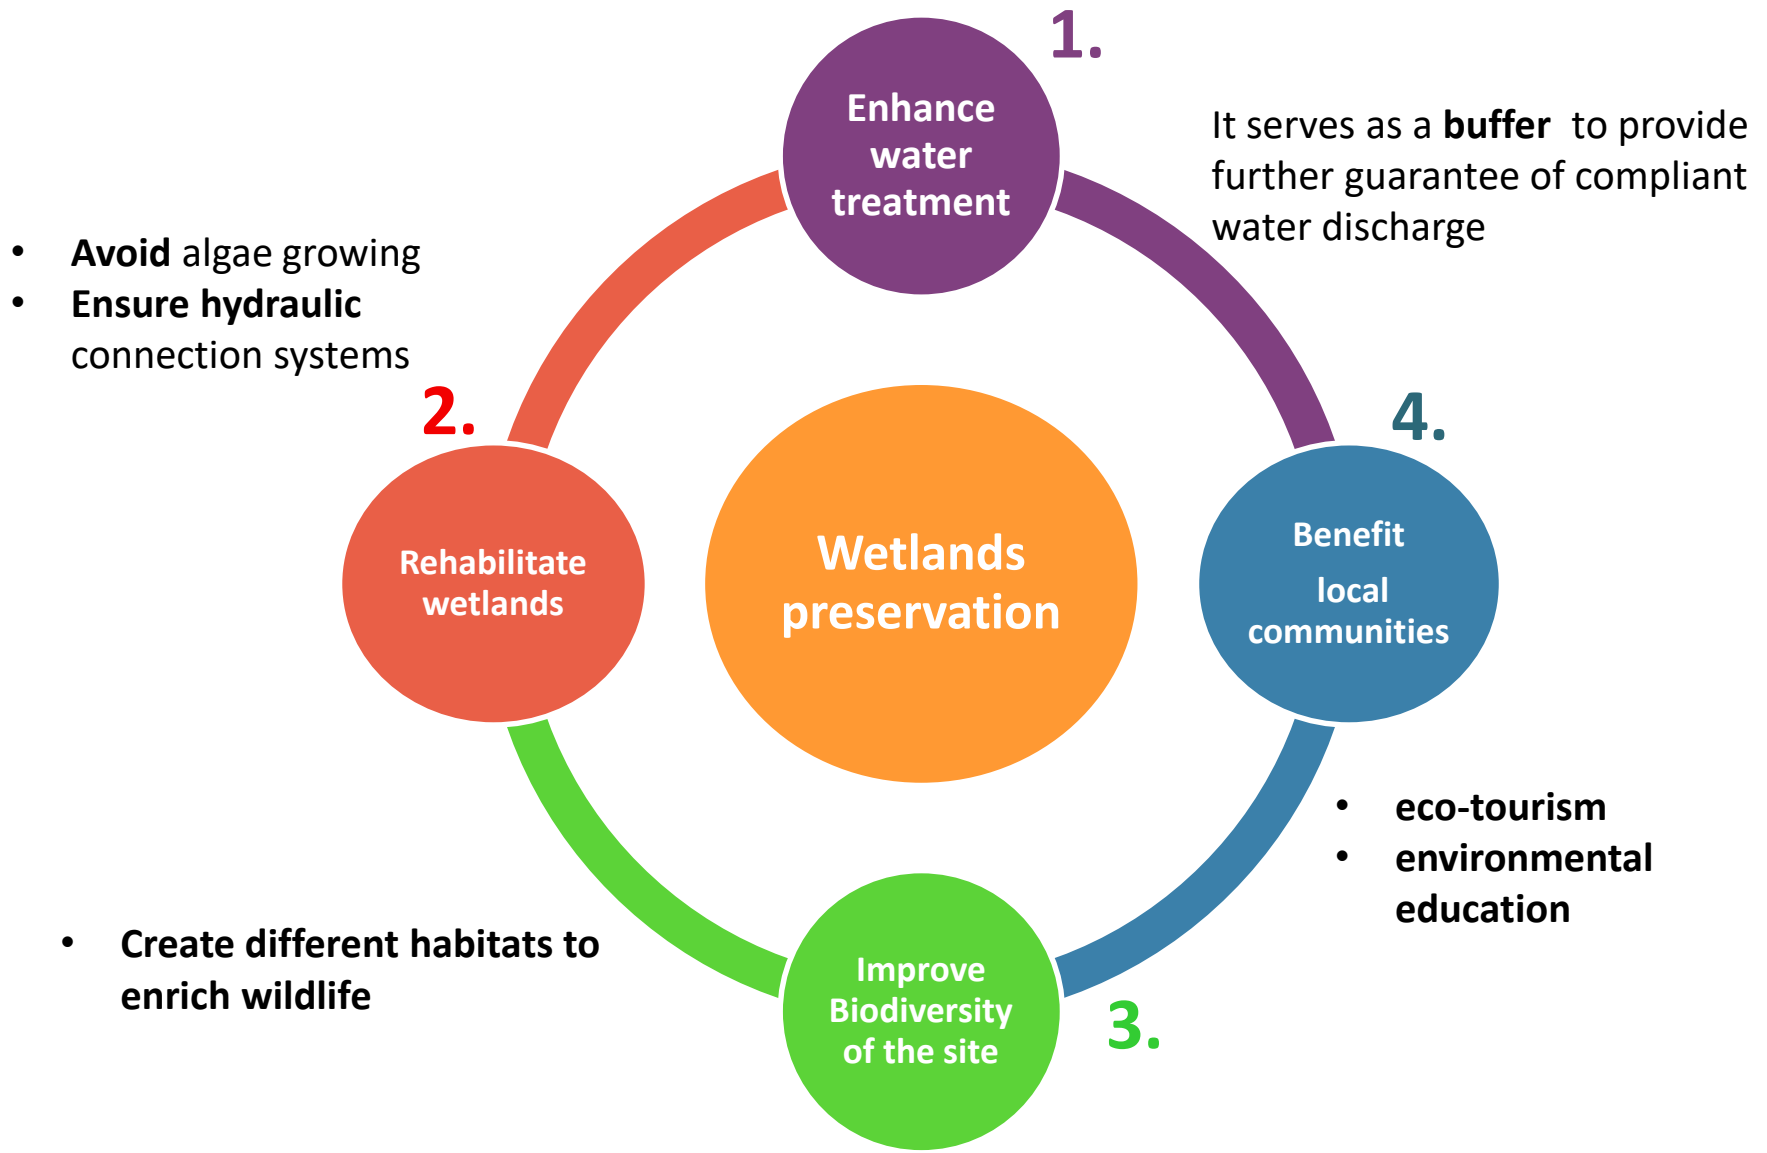 1.
Enhance
water
treatment
It serves as a buffer to provide
further guarantee of compliant
water discharge
• Avoid algae growing
• Ensure hydraulic
connection systems
2.
Rehabilitate
wetlands
Wetlands
preservation
4.
Benefit
local
communities
• eco-tourism
• environmental
education
• Create different habitats to
enrich wildlife
Improve
Biodiversity
of the site
3.